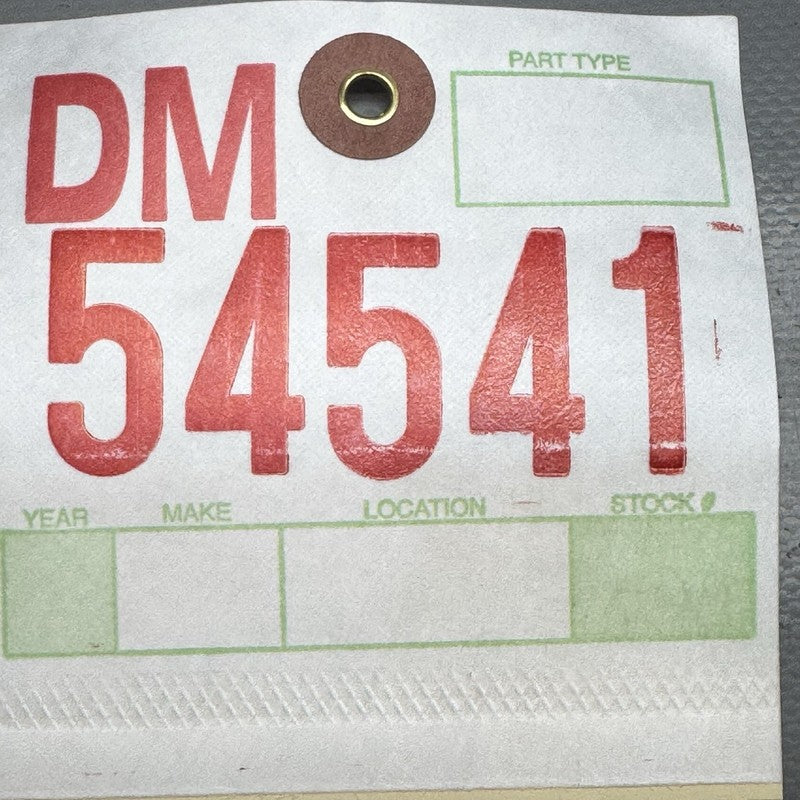 DM
PART TYPE
54541
YEAR MAKE LOCATION STOCK #